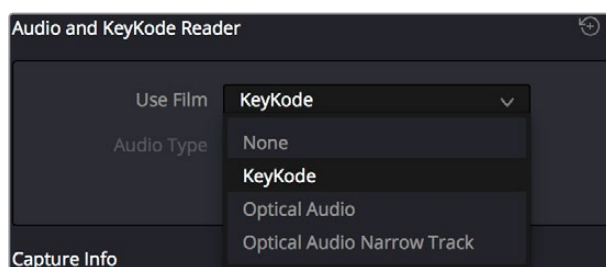 Audio and KeyKode Reader
Use Film KeyKode
Audio Type None
KeyKode
Optical Audio
Optical Audio Narrow Track
Capture Info